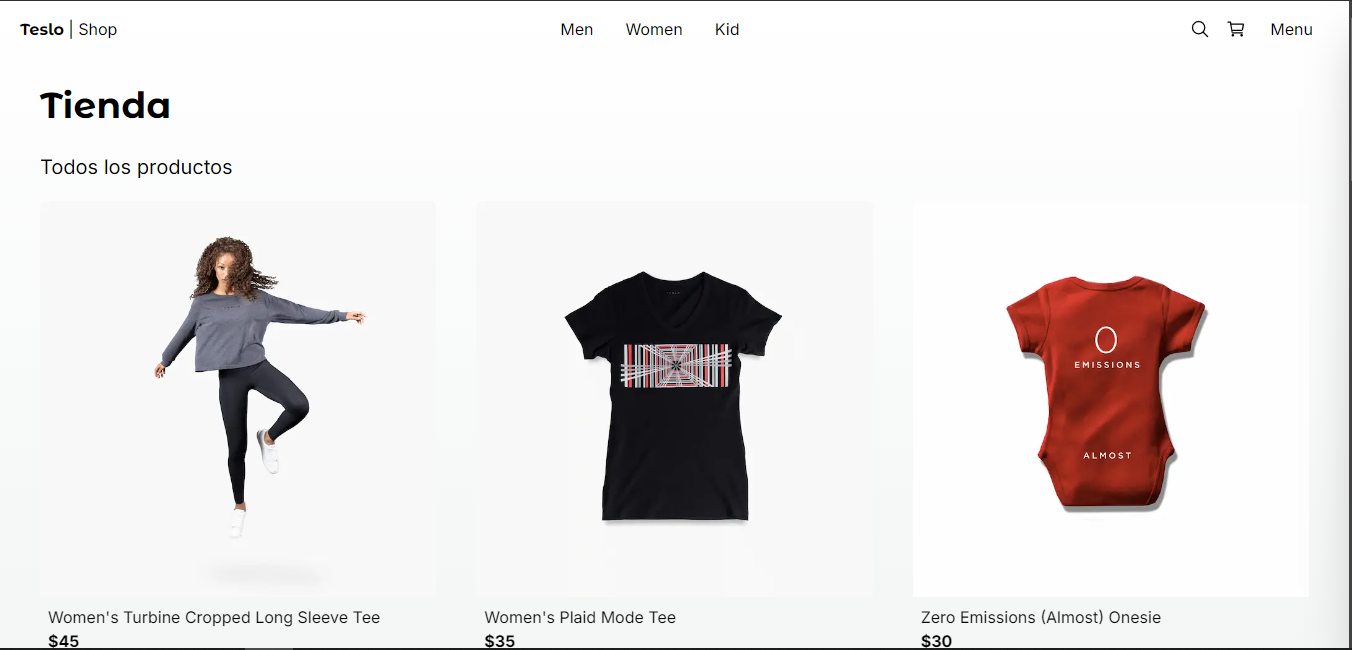 Teslo | Shop
Men Women Kid
Menu
Tienda
Todos los productos
O
EMISSIONS
ALMOST
Women's Turbine Cropped Long Sleeve Tee
$45
Women's Plaid Mode Tee
$35
Zero Emissions (Almost) Onesie
$30